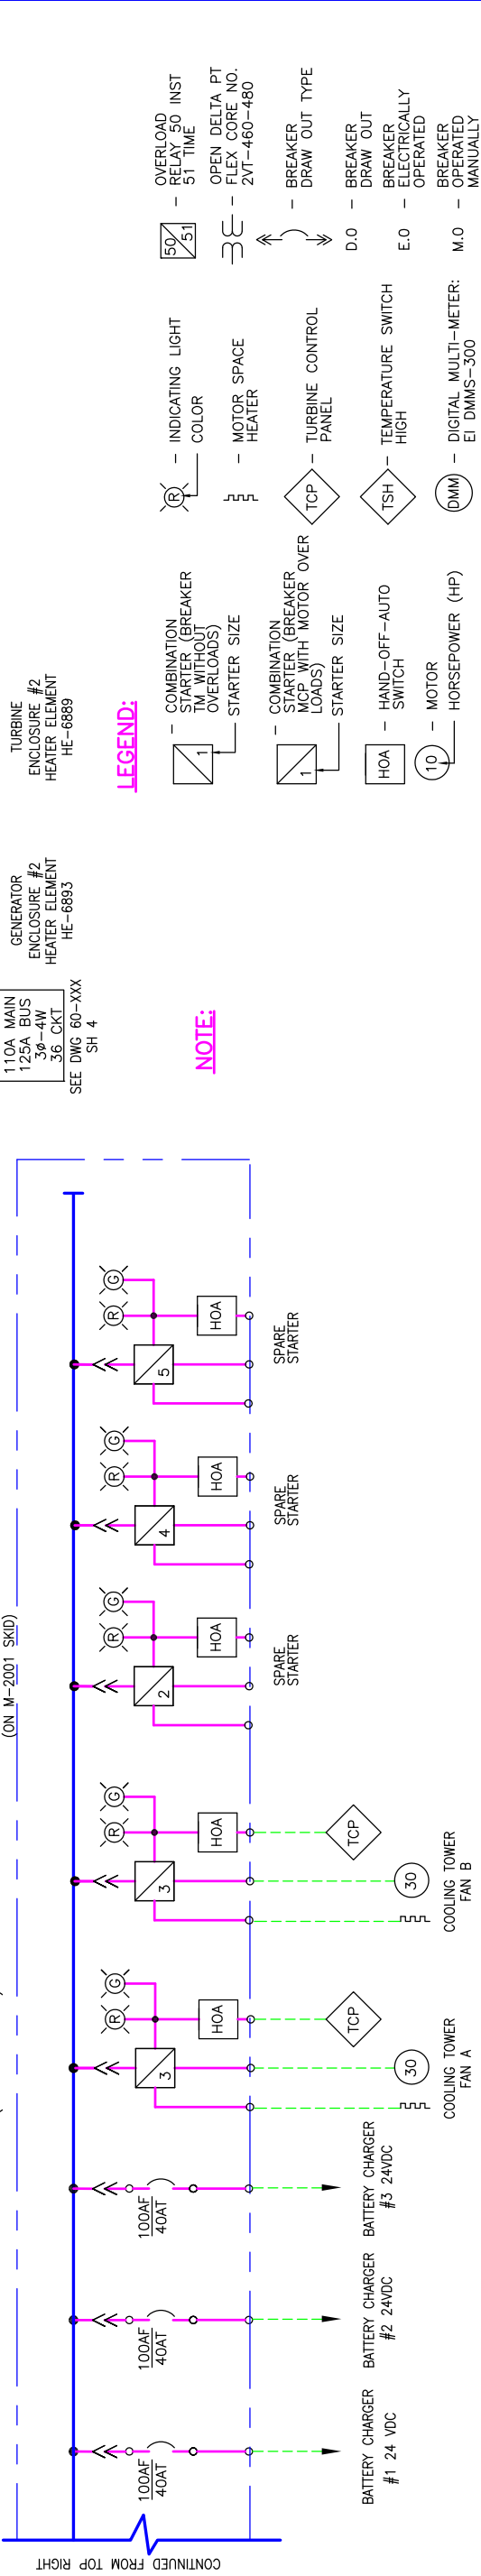 (ON M-2001 SKID)
110A MAIN
125A BUS
3Ø-4W
36 CKT
SEE DWG 60-XXX
SH 4
GENERATOR
ENCLOSURE #2
HEATER ELEMENT
HE-6893
TURBINE
ENCLOSURE #2
HEATER ELEMENT
HE-6889
CONTINUED FROM TOP RIGHT
100AF
40AT
BATTERY CHARGER
#1 24 VDC
100AF
40AT
BATTERY CHARGER
#2 24VDC
100AF
40AT
BATTERY CHARGER
#3 24VDC
R
G
3
HOA
30
TCP
COOLING TOWER
FAN A
R
G
3
HOA
30
TCP
COOLING TOWER
FAN B
R
G
2
HOA
SPARE
STARTER
R
G
4
HOA
SPARE
STARTER
R
G
5
HOA
SPARE
STARTER
NOTE:
LEGEND:
1
- COMBINATION
STARTER (BREAKER
TM WITHOUT
OVERLOADS)
STARTER SIZE
1
- COMBINATION
STARTER (BREAKER
MCP WITH MOTOR OVER
LOADS)
STARTER SIZE
HOA
- HAND-OFF-AUTO
SWITCH
10
- MOTOR
HORSEPOWER (HP)
R
- INDICATING LIGHT
COLOR
- MOTOR SPACE
HEATER
TCP
- TURBINE CONTROL
PANEL
TSH
- TEMPERATURE SWITCH
HIGH
DMM
- DIGITAL MULTI-METER:
EI DMMS-300
50
51
OVERLOAD
- RELAY 50 INST
51 TIME
OPEN DELTA PT
- FLEX CORE NO.
2VT-460-480
- BREAKER
DRAW OUT TYPE
D.O - BREAKER
DRAW OUT
E.O - BREAKER
ELECTRICALLY
OPERATED
M.O - BREAKER
OPERATED
MANUALLY